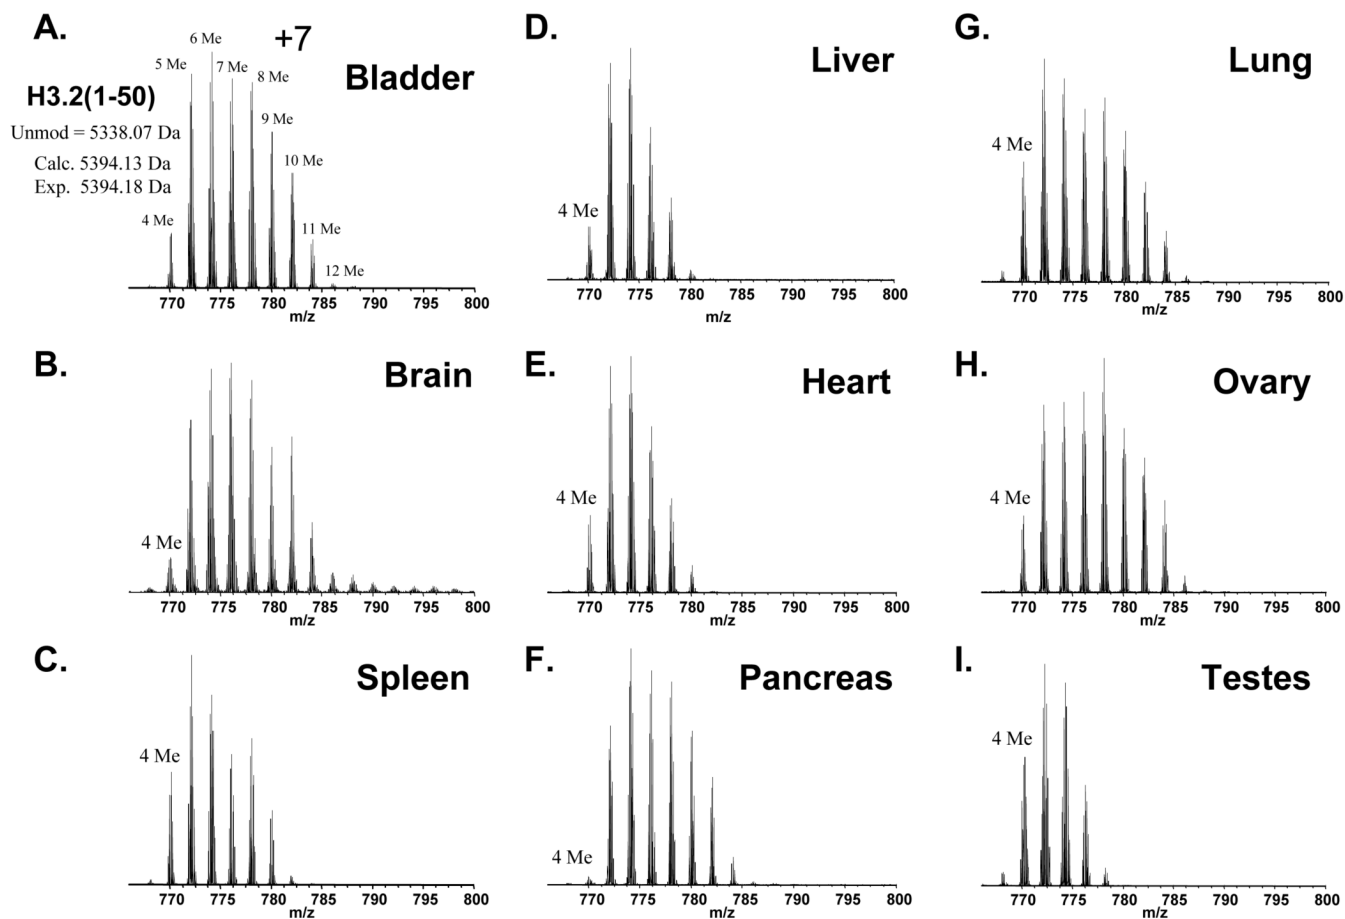 A.
6 Me
+7
5 Me
7 Me
8 Me
Bladder
H3.2(1-50)
Unmod = 5338.07 Da
9 Me
Calc. 5394.13 Da
10 Me
Exp. 5394.18 Da
4 Me
11 Me
12 Me
770 775 780 785 790 795 800
m/z
D.
Liver
4 Me
770 775 780 785 790 795 800
m/z
G.
Lung
4 Me
770 775 780 785 790 795 800
m/z
B.
Brain
4 Me
770 775 780 785 790 795 800
m/z
E.
Heart
4 Me
770 775 780 785 790 795 800
m/z
H.
Ovary
4 Me
770 775 780 785 790 795 800
m/z
C.
Spleen
4 Me
770 775 780 785 790 795 800
m/z
F.
Pancreas
4 Me
770 775 780 785 790 795 800
m/z
I.
Testes
4 Me
770 775 780 785 790 795 800
m/z